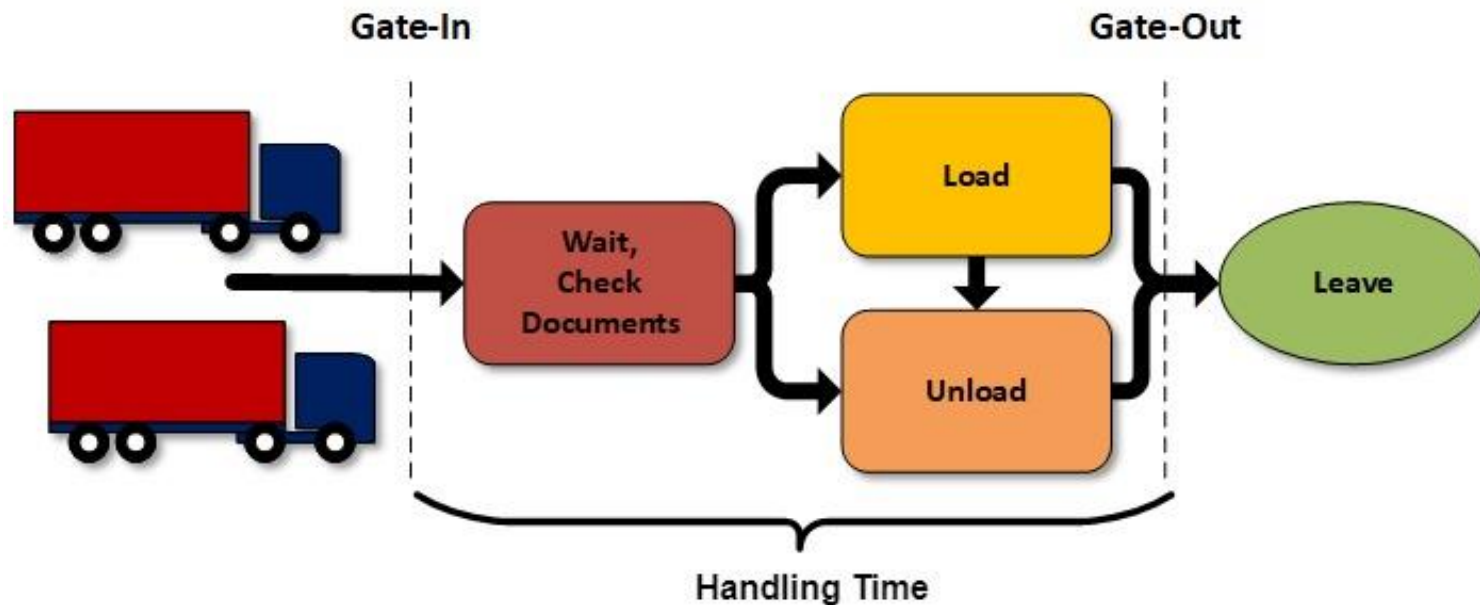 Gate-In
Gate-Out
Load
Wait,
Check
Documents
Leave
Unload
Handling Time